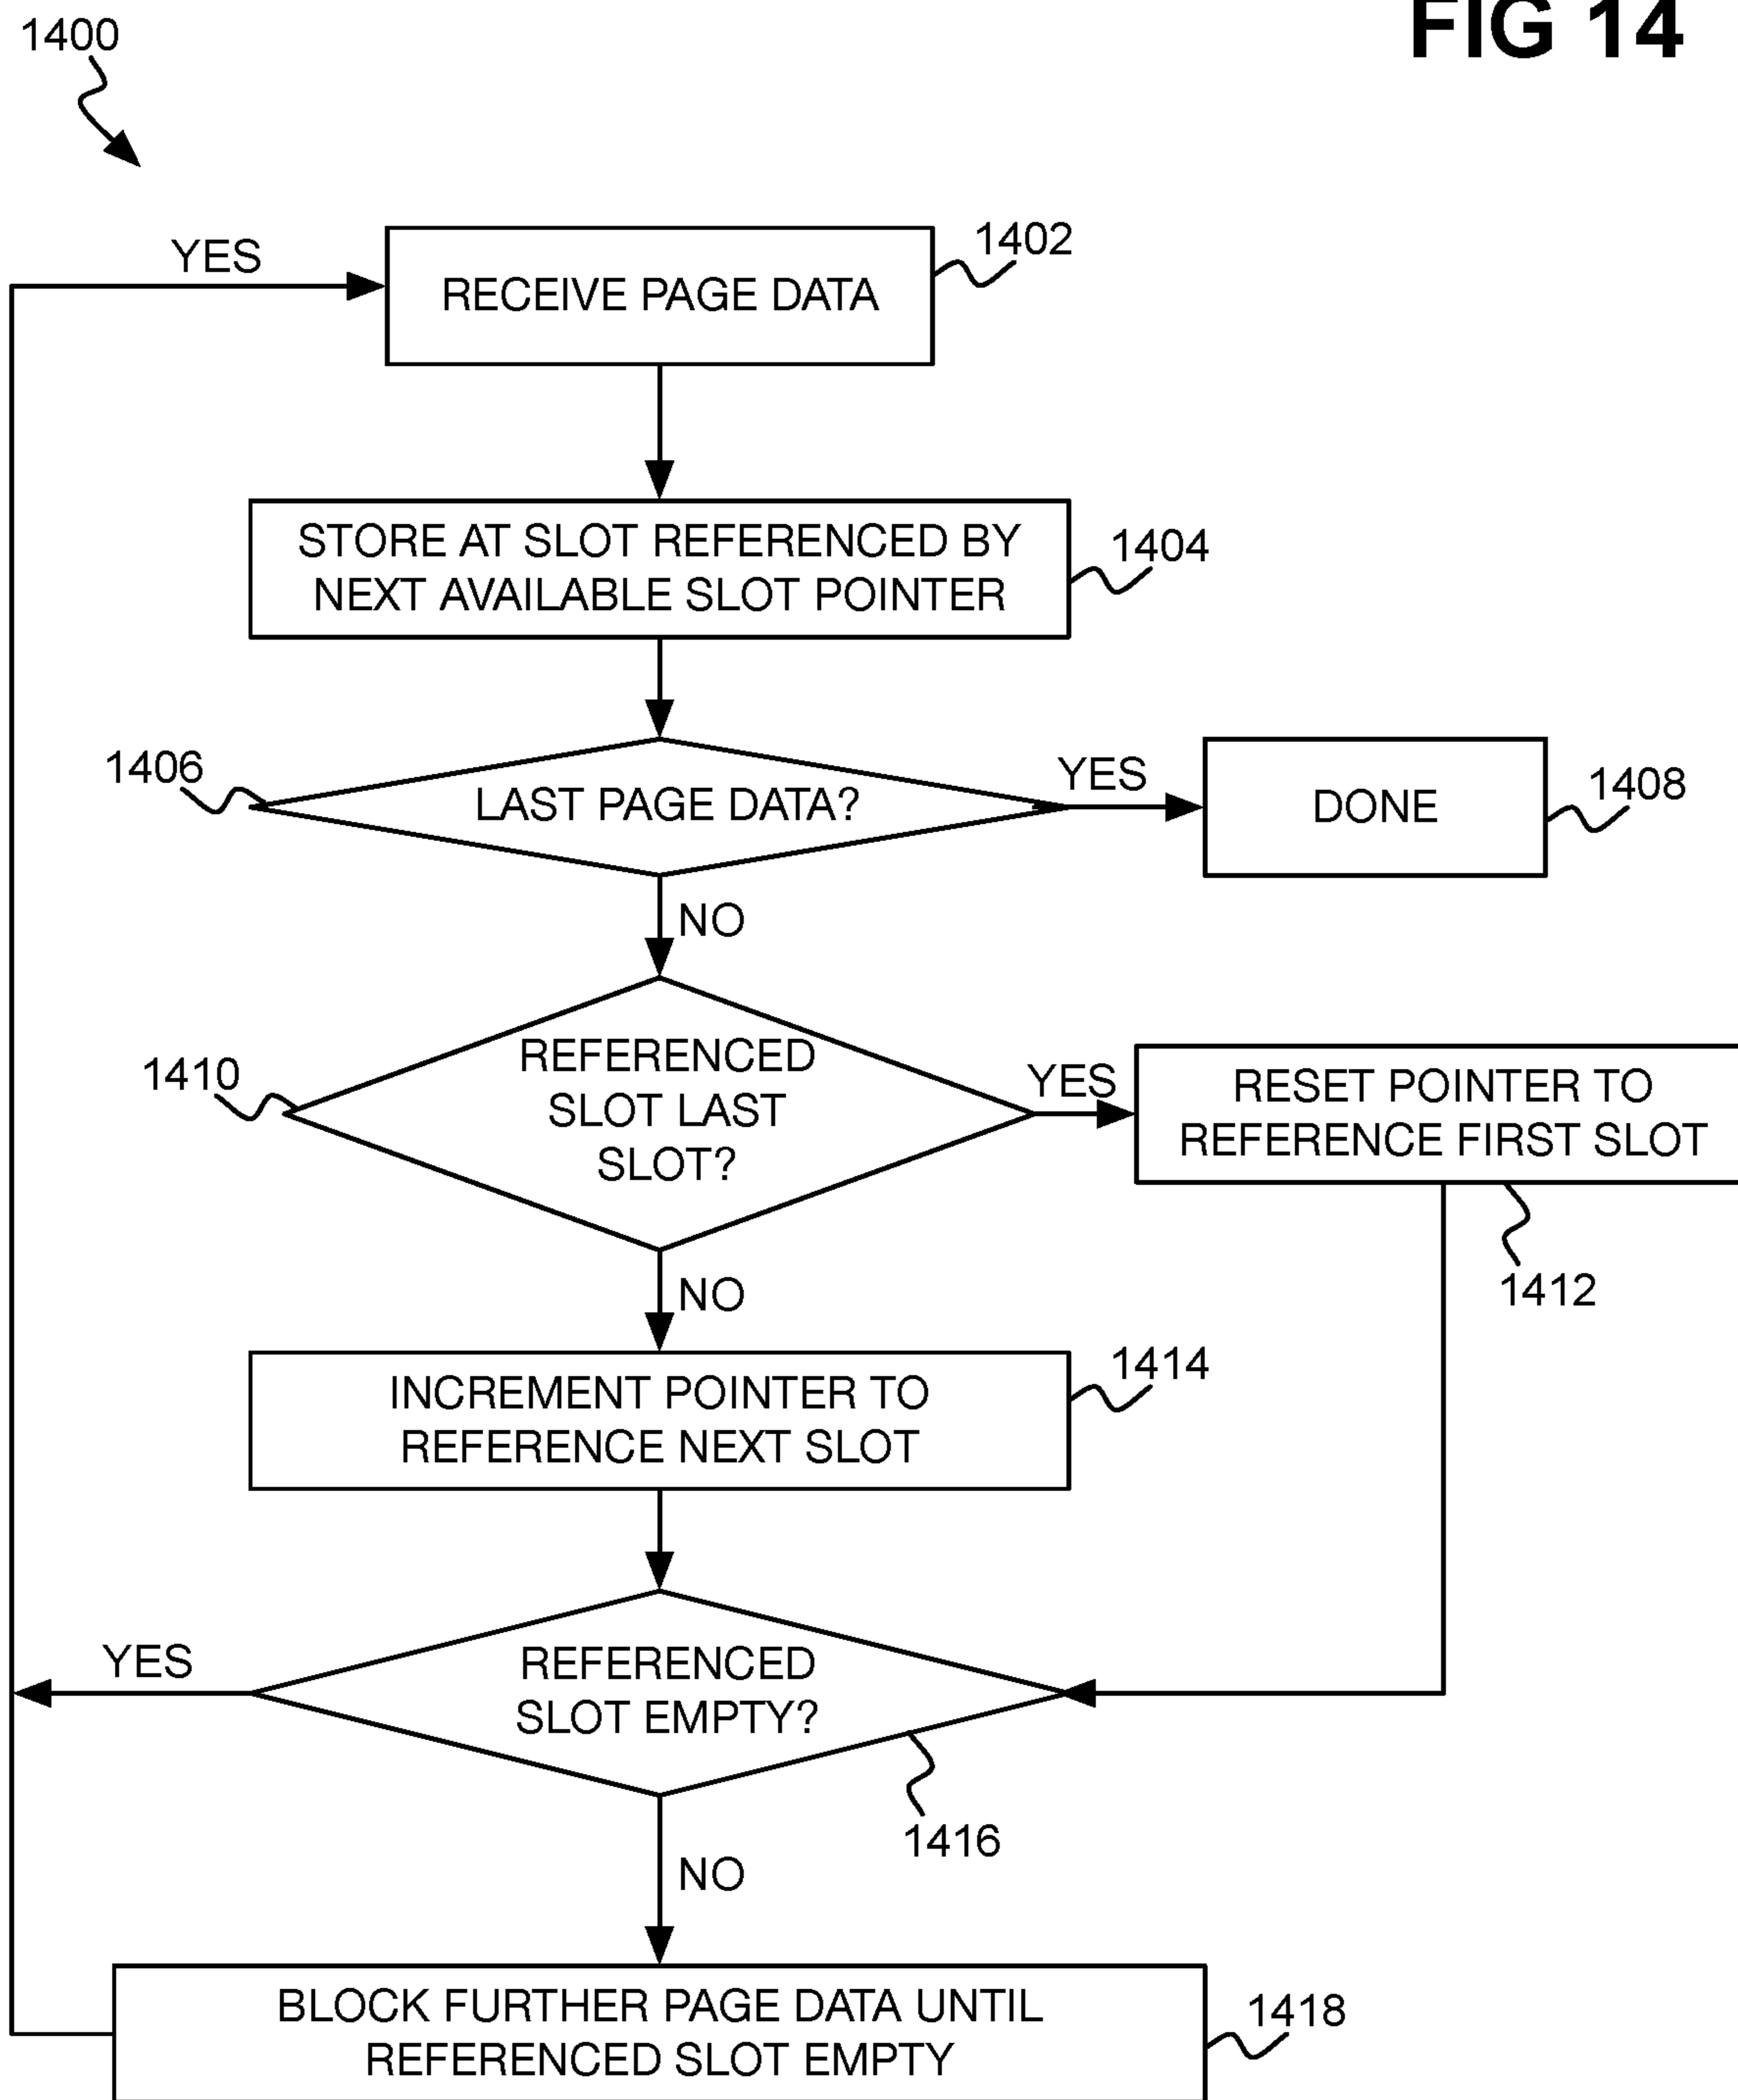 FIG 14
1400
YES
RECEIVE PAGE DATA
1402
STORE AT SLOT REFERENCED BY
NEXT AVAILABLE SLOT POINTER
1404
1406
LAST PAGE DATA?
YES
DONE
1408
NO
1410
REFERENCED
SLOT LAST
SLOT?
YES
RESET POINTER TO
REFERENCE FIRST SLOT
1412
NO
INCREMENT POINTER TO
REFERENCE NEXT SLOT
1414
YES
REFERENCED
SLOT EMPTY?
1416
NO
BLOCK FURTHER PAGE DATA UNTIL
REFERENCED SLOT EMPTY
1418